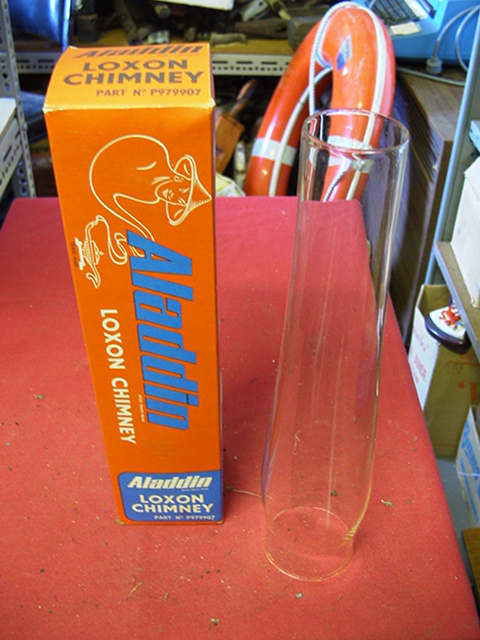 Aladdin
LOXON
CHIMNEY
PART Nº P979907
Aladdin
LOXON CHIMNEY
Aladdin
LOXON
CHIMNEY
PART Nº P979907